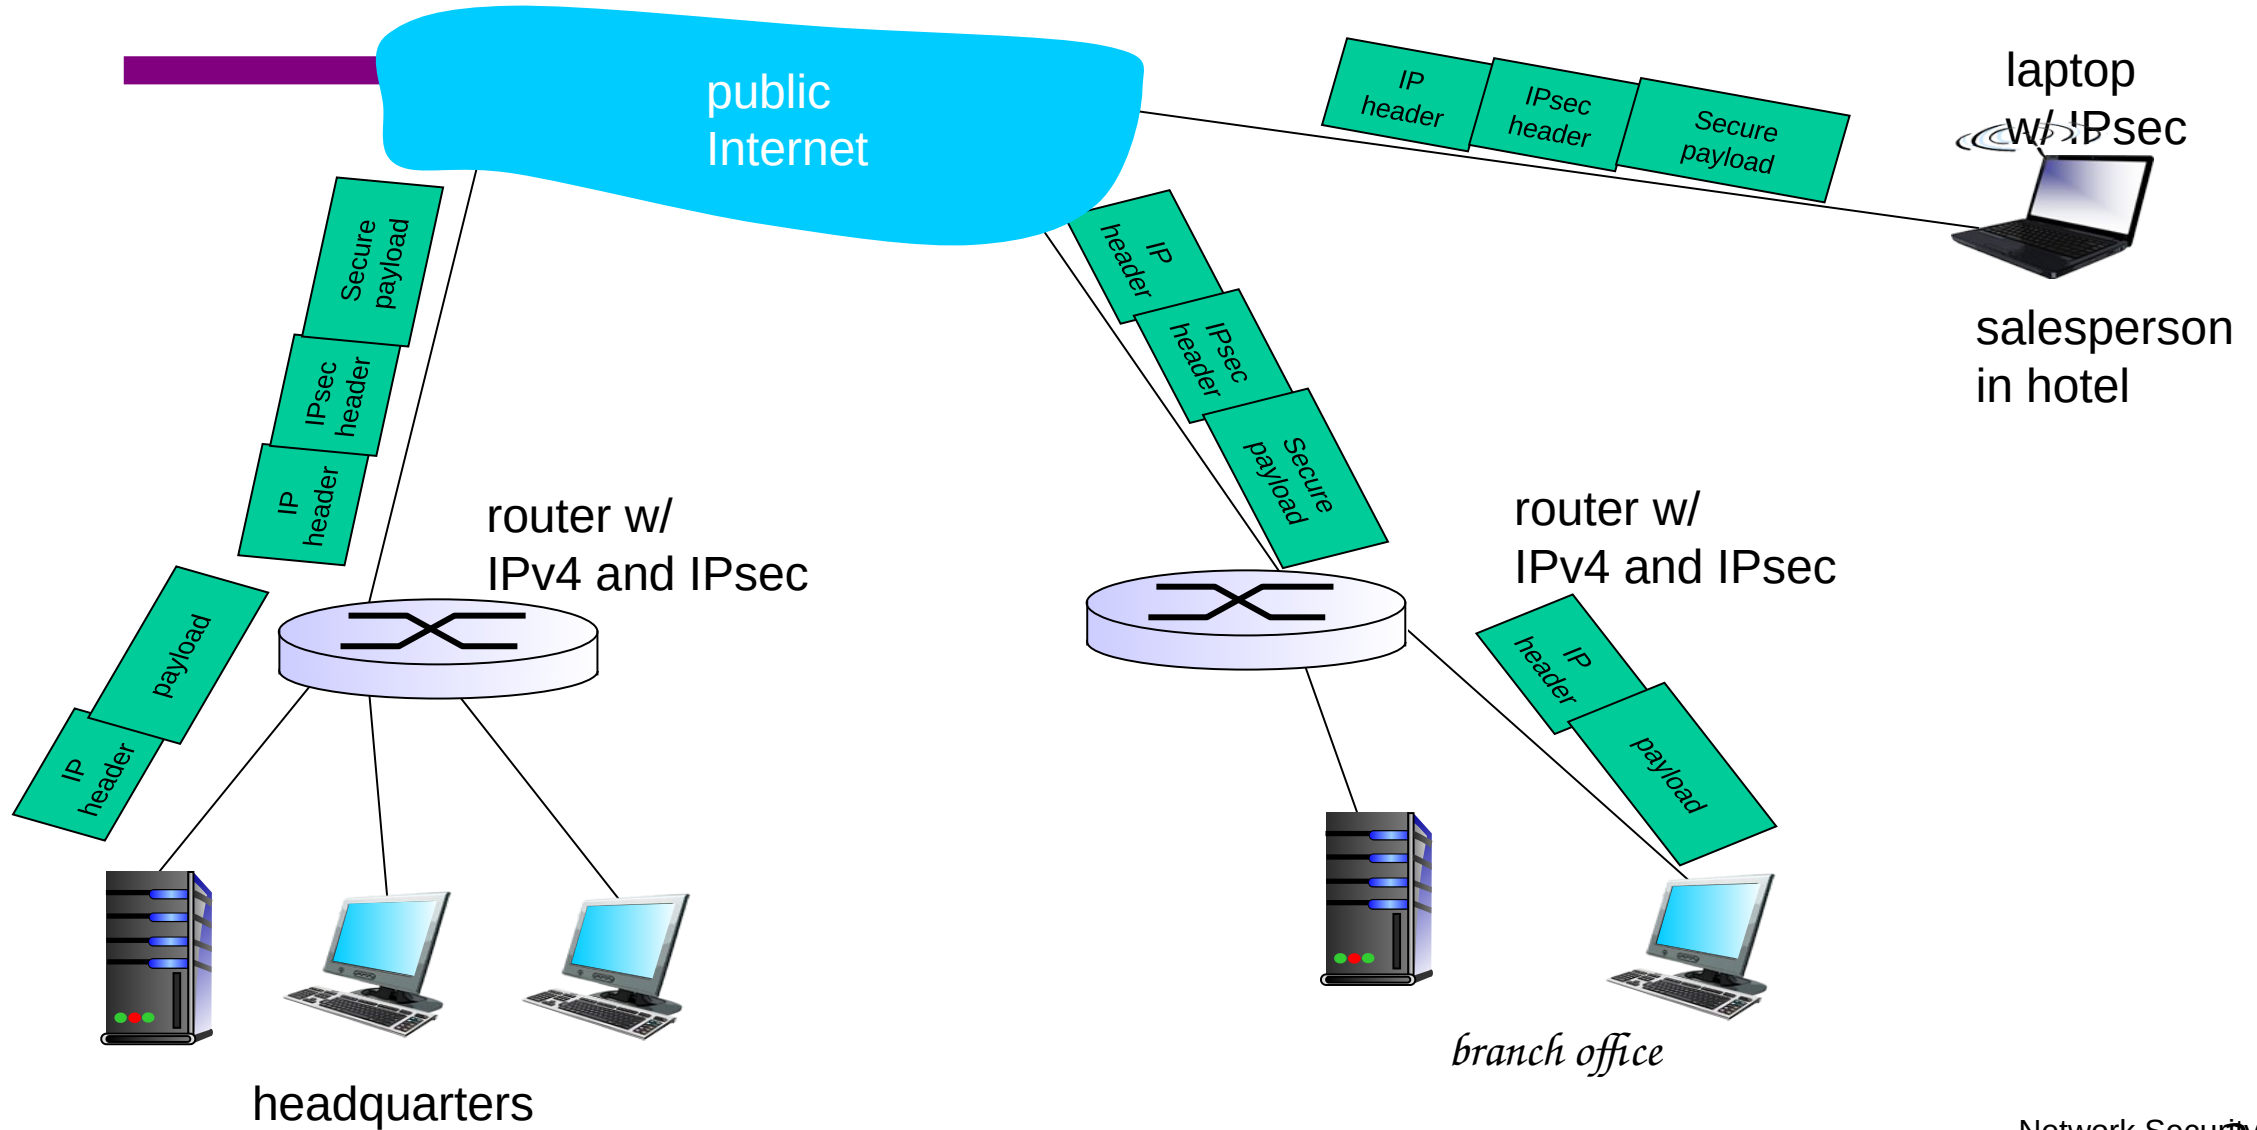 public
Internet
IP
header
IPsec
header
Secure
payload
laptop
w/ IPsec
salesperson
in hotel
Secure
payload
IPsec
header
IP
header
payload
IP
header
router w/
IPv4 and IPsec
IP
header
IPsec
header
Secure
payload
router w/
IPv4 and IPsec
IP
header
payload
branch office
headquarters
Network Security